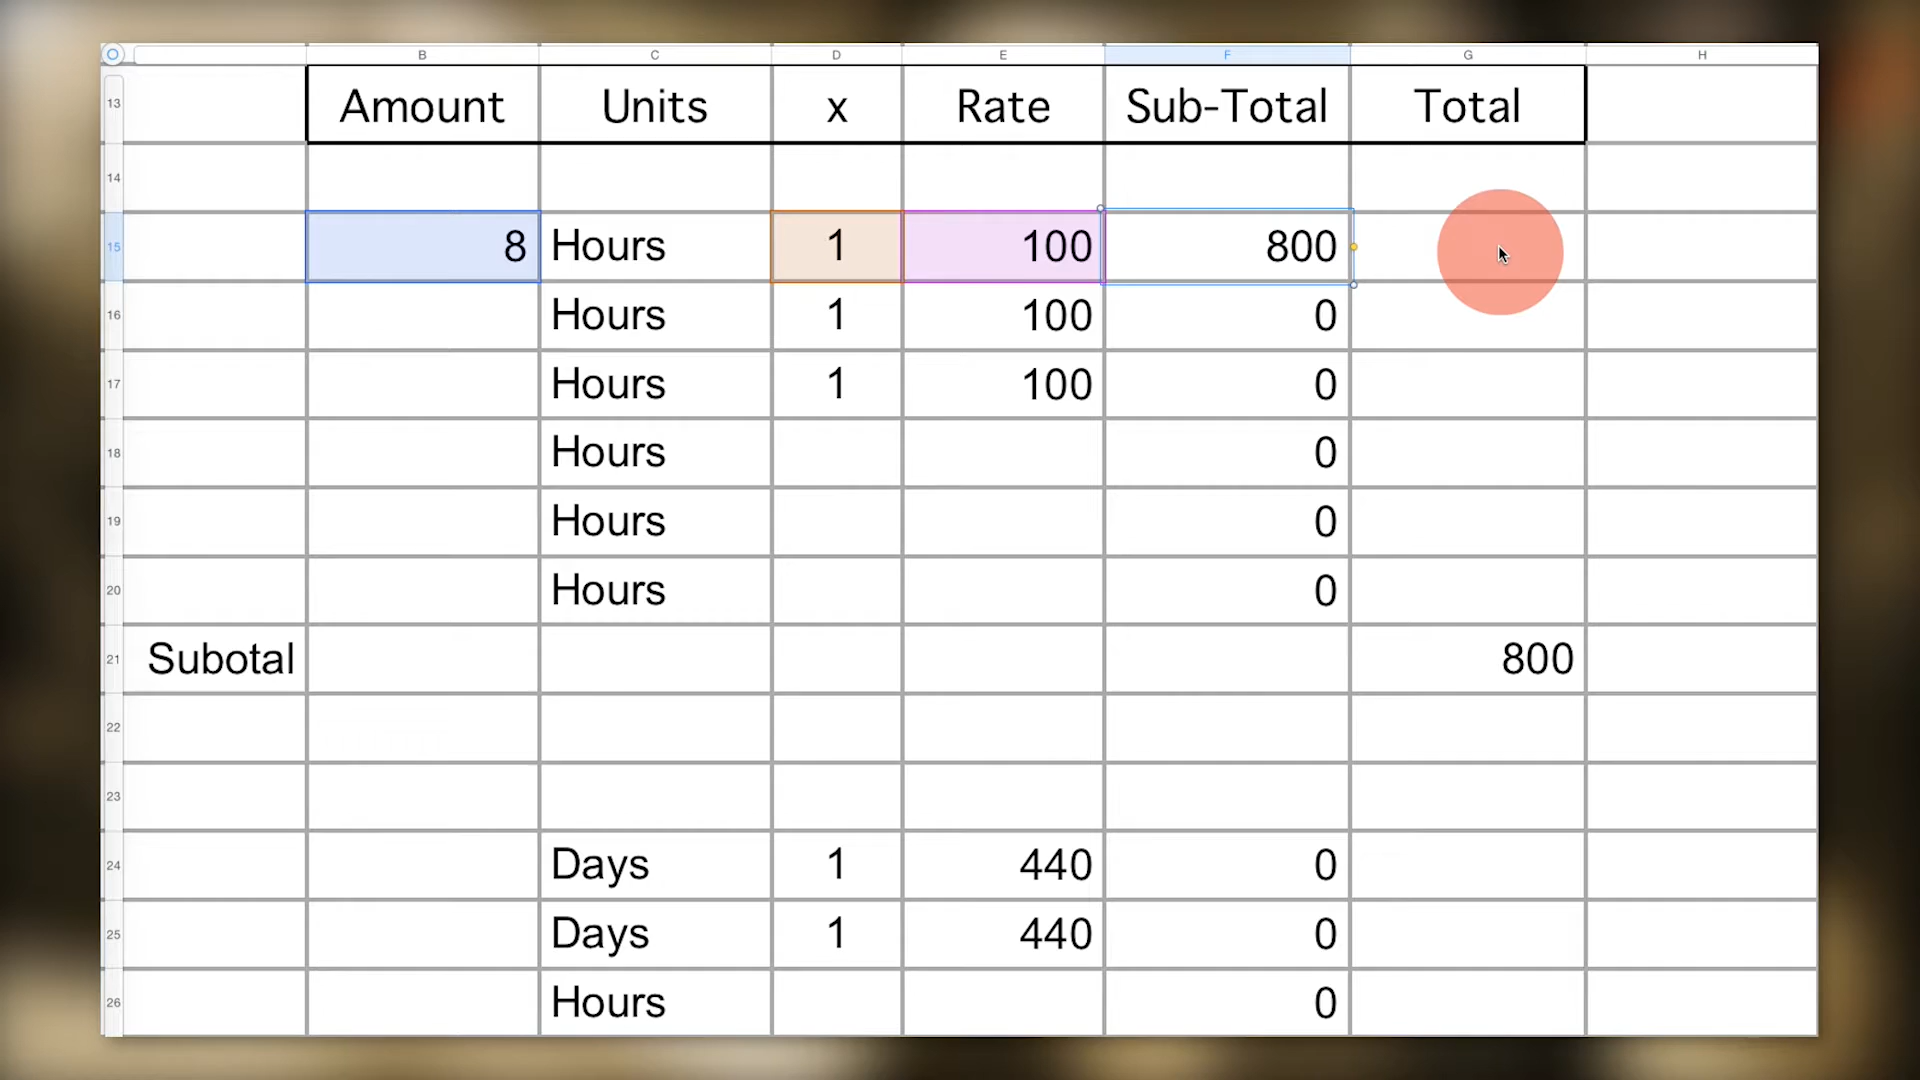 B C D E F G H
13 Amount Units x Rate Sub-Total Total
14
15 8 Hours 1 100 800
16 Hours 1 100 0
17 Hours 1 100 0
18 Hours 0
19 Hours 0
20 Hours 0
21 Subotal 800
22
23
24 Days 1 440 0
25 Days 1 440 0
26 Hours 0